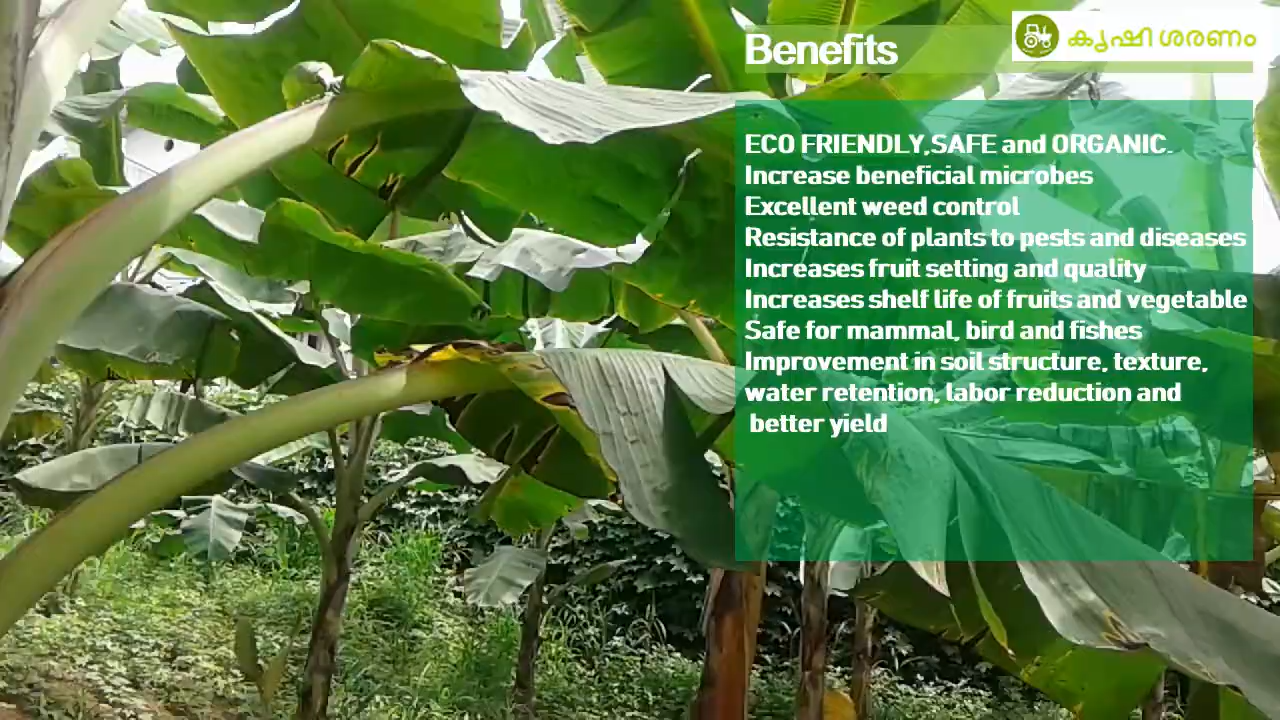 Benefits
കൃഷി ശരണം
ECO FRIENDLY,SAFE and ORGANIC.
Increase beneficial microbes
Excellent weed control
Resistance of plants to pests and diseases
Increases fruit setting and quality
Increases shelf life of fruits and vegetable
Safe for mammal, bird and fishes
Improvement in soil structure, texture,
water retention, labor reduction and
better yield